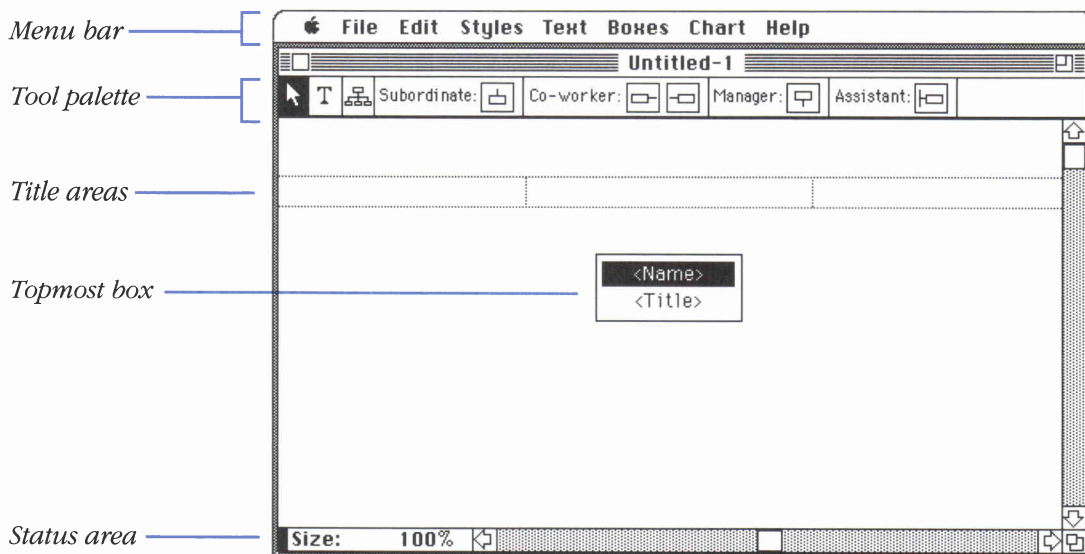 Menu bar
File Edit Styles Text Boxes Chart Help
Untitled-1
Tool palette
T Subordinate: Co-worker: Manager: Assistant:
Title areas
<Name>
Topmost box
<Title>
Status area
Size: 100%